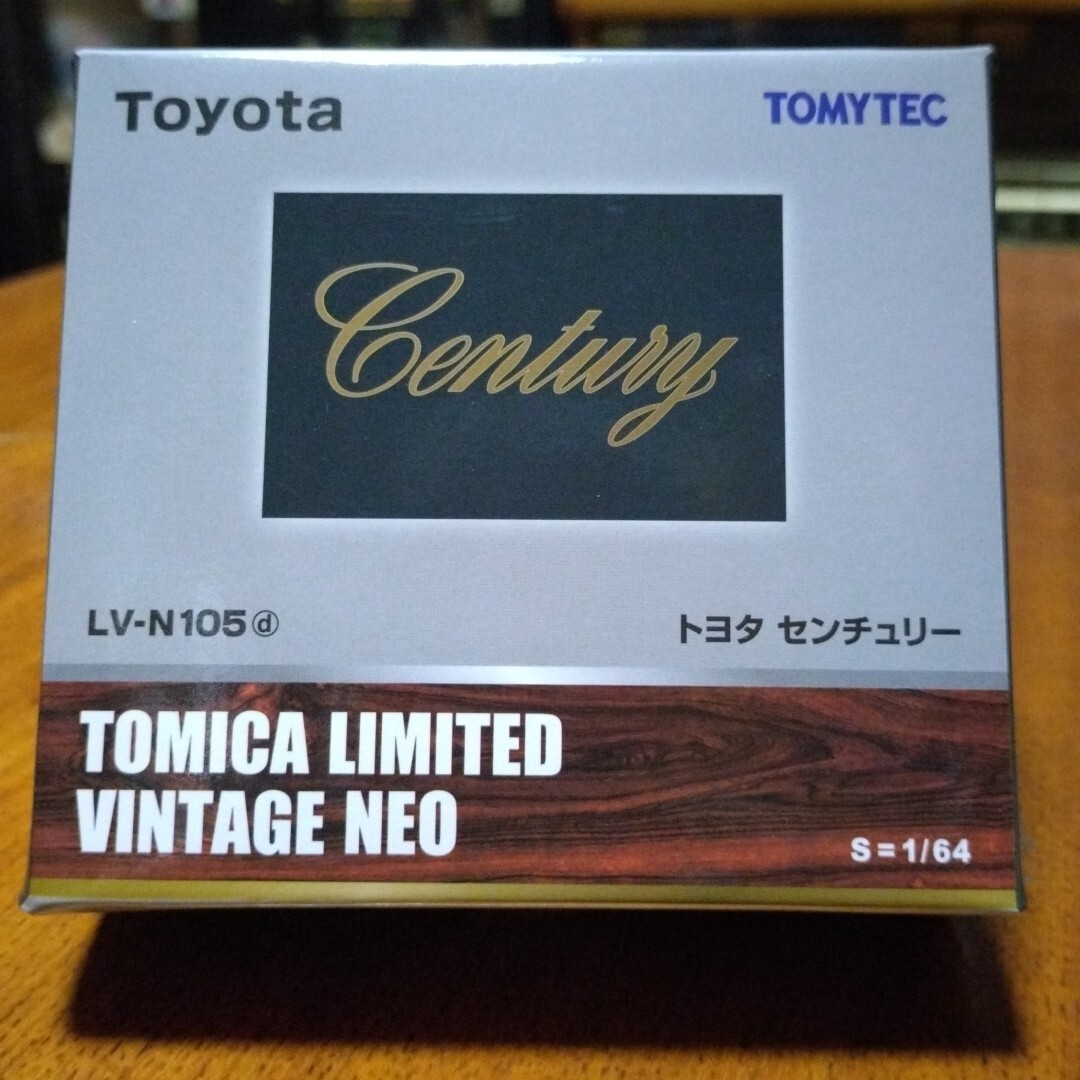 Toyota
TOMYTEC
Century
LV-N105ⓓ
トヨタ センチュリー
TOMICA LIMITED
VINTAGE NEO
S=1/64